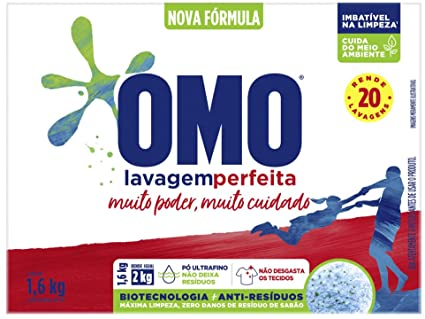 NOVA FÓRMULA
IMBATÍVEL
NA LIMPEZA
CUIDA
DO MEIO
AMBIENTE
RENDE
20
LAVAGENS
OMO
lavagemperfeita
muito poder, muito cuidado
1,6 kg
1,6 kg
RENDE IGUAL
2 kg
PÓ ULTRAFINO
NÃO DEIXA
RESÍDUOS
NÃO DESGASTA
OS TECIDOS
BIOTECNOLOGIA ANTI-RESÍDUOS
MÁXIMA LIMPEZA, ZERO DANOS DE RESÍDUO DE SABÃO